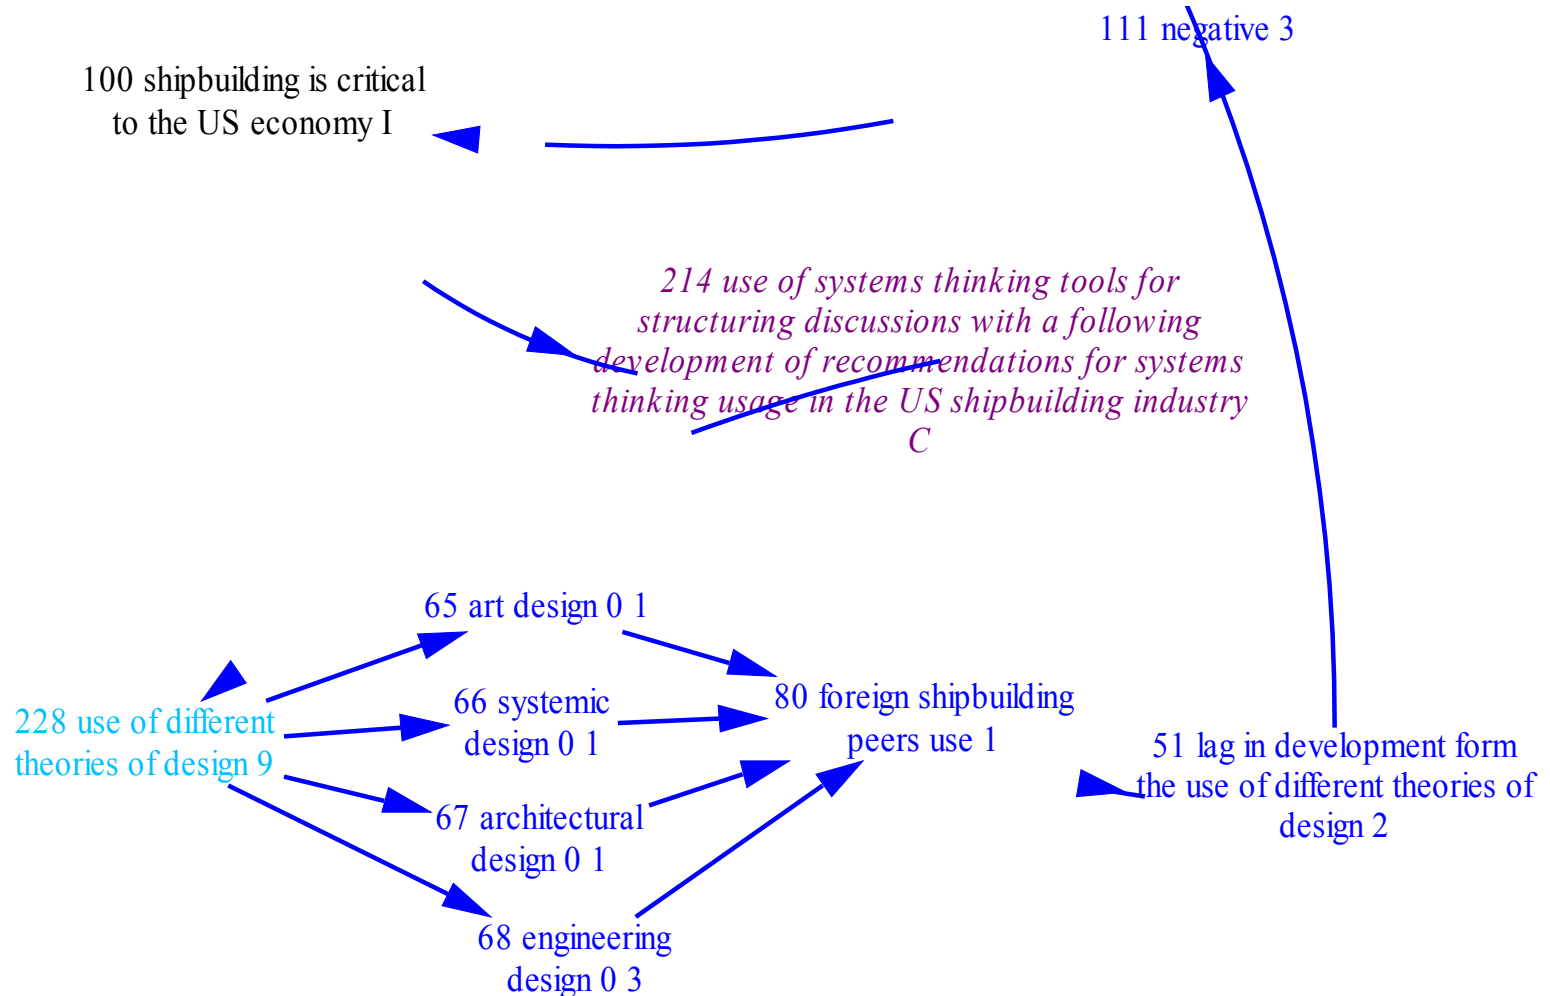 111 negative 3
100 shipbuilding is critical
to the US economy I
214 use of systems thinking tools for
structuring discussions with a following
development of recommendations for systems
thinking usage in the US shipbuilding industry
C
65 art design 0 1
66 systemic
design 0 1
80 foreign shipbuilding
peers use 1
228 use of different
theories of design 9
51 lag in development form
the use of different theories of
design 2
67 architectural
design 0 1
68 engineering
design 0 3